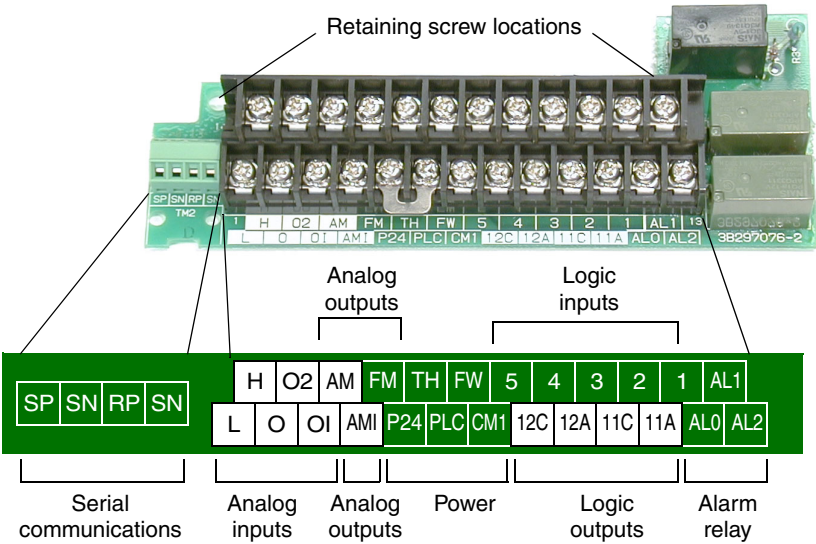 Retaining screw locations
SP SN RP SN
TM2
1 H O2 AM FM TH FW 5 4 3 2 1 AL1 13
L O OI AMI P24 PLC CM1 12C 12A 11C 11A AL0 AL2
3B297076-2
Analog
outputs
Logic
inputs
H O2 AM FM TH FW 5 4 3 2 1 AL1
SP SN RP SN
L O OI AMI P24 PLC CM1 12C 12A 11C 11A AL0 AL2
Serial
communications
Analog
inputs
Analog
outputs
Power
Logic
outputs
Alarm
relay